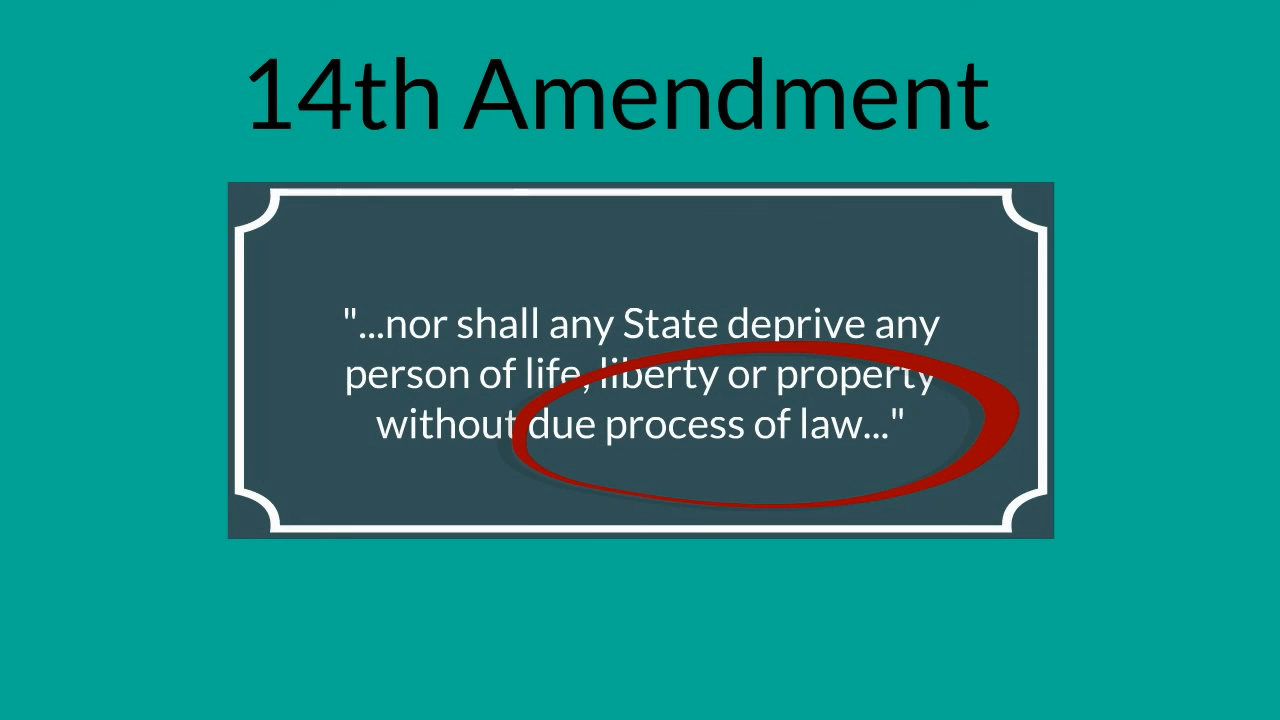 14th Amendment
"...nor shall any State deprive any
person of life, liberty or property
without due process of law..."